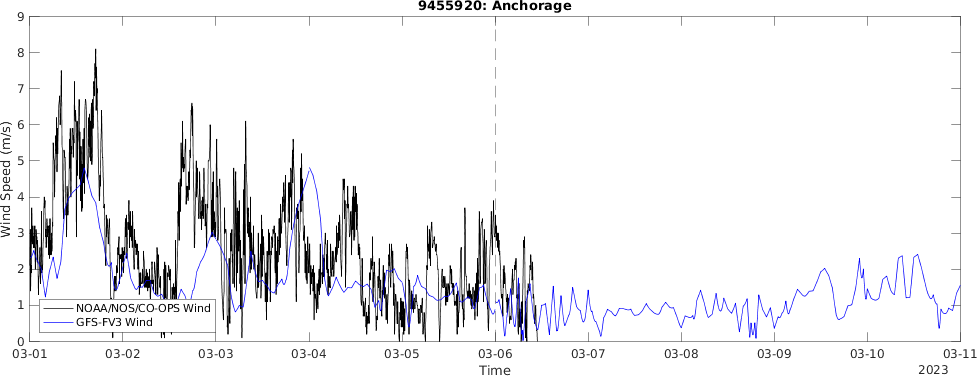 9455920: Anchorage
9
8
7
6
5
4
3
2
1
0
Wind Speed (m/s)
NOAA/NOS/CO-OPS Wind
GFS-FV3 Wind
03-01 03-02 03-03 03-04 03-05 03-06 03-07 03-08 03-09 03-10 03-11
Time
2023